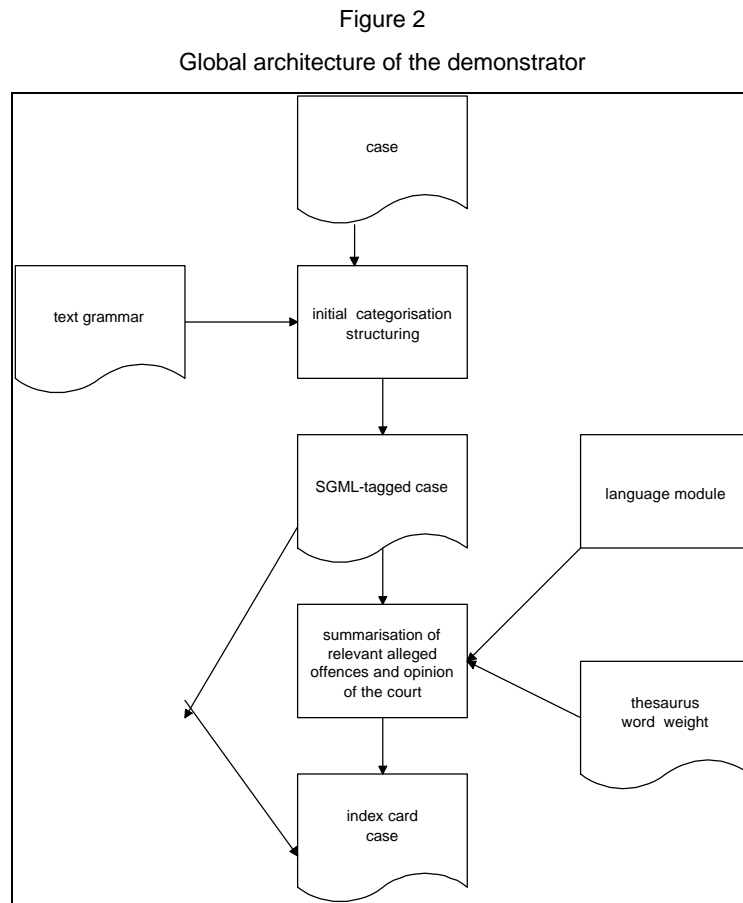 Figure 2
Global architecture of the demonstrator
case
text grammar
initial categorisation
structuring
SGML-tagged case
language module
summarisation of
relevant alleged
offences and opinion
of the court
thesaurus
word weight
index card
case